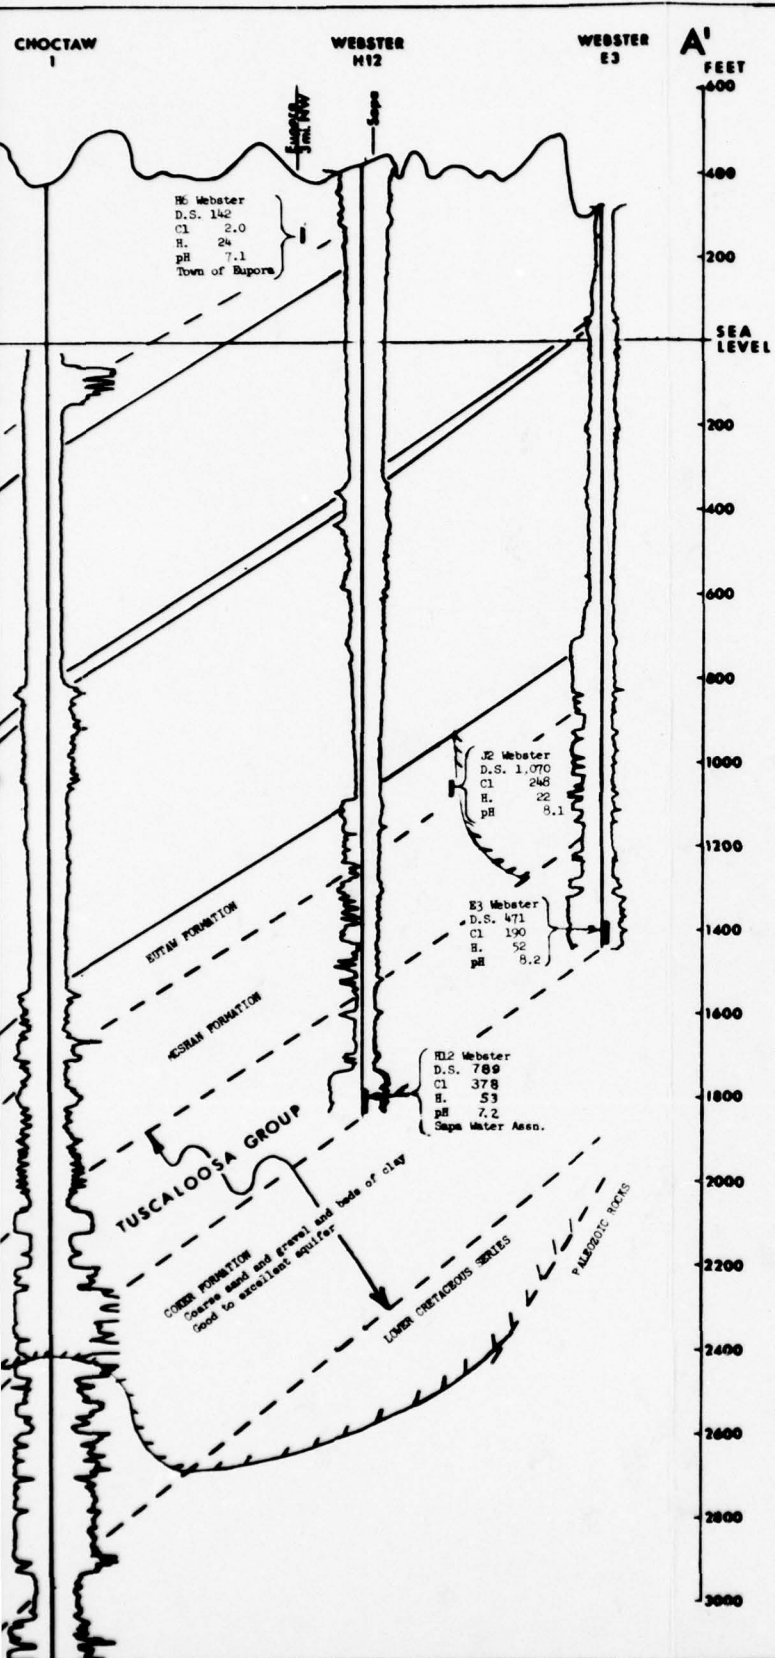 CHOCTAW
1
WEBSTER
H12
WEBSTER
E3
A'
FEET
600
400
200
SEA
LEVEL
200
400
600
800
1000
1200
1400
1600
1800
2000
2200
2400
2600
2800
3000
Eupora
3mi. NW
Sapa
H6 Webster
D.S. 142
Cl 2.0
H. 24
pH 7.1
Town of Eupora
J2 Webster
D.S. 1,070
Cl 248
H. 22
pH 8.1
E3 Webster
D.S. 471
Cl 190
H. 52
pH 8.2
H12 Webster
D.S. 789
Cl 378
H. 53
pH 7.2
Sapa Water Assn.
EUTAW FORMATION
MCSHAN FORMATION
TUSCALOOSA GROUP
COKER FORMATION
Coarse sand and gravel and beds of clay
Good to excellent aquifer
LOWER CRETACEOUS SERIES
PALEOZOIC ROCKS